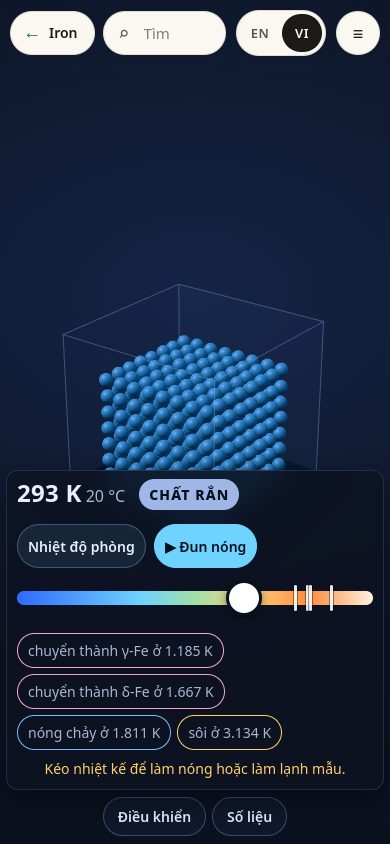 ← Iron
Tìm
EN VI
≡
293 K 20 °C CHẤT RẮN
Nhiệt độ phòng ▶ Đun nóng
chuyển thành γ-Fe ở 1.185 K
chuyển thành δ-Fe ở 1.667 K
nóng chảy ở 1.811 K sôi ở 3.134 K
Kéo nhiệt kế để làm nóng hoặc làm lạnh mẫu.
Điều khiển Số liệu